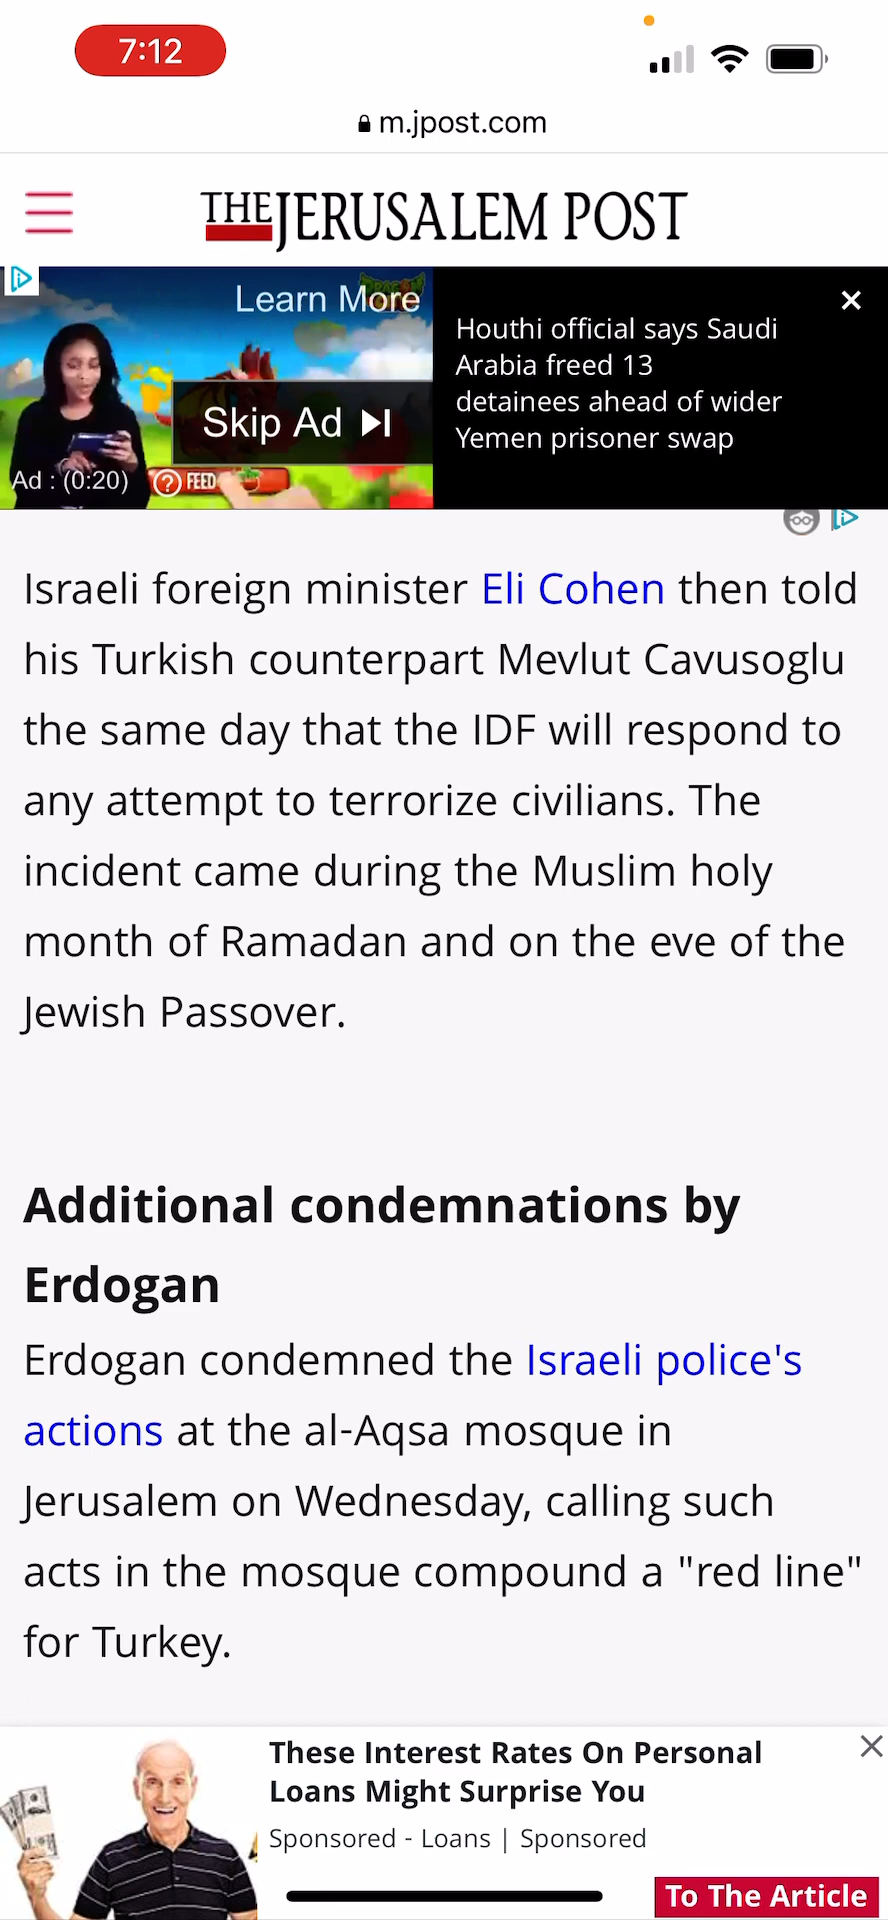 7:12
m.jpost.com
THE JERUSALEM POST
Learn More
Skip Ad
Ad : (0:20)
FEED
Houthi official says Saudi
Arabia freed 13
detainees ahead of wider
Yemen prisoner swap
Israeli foreign minister Eli Cohen then told
his Turkish counterpart Mevlut Cavusoglu
the same day that the IDF will respond to
any attempt to terrorize civilians. The
incident came during the Muslim holy
month of Ramadan and on the eve of the
Jewish Passover.
Additional condemnations by
Erdogan
Erdogan condemned the Israeli police's
actions at the al-Aqsa mosque in
Jerusalem on Wednesday, calling such
acts in the mosque compound a "red line"
for Turkey.
These Interest Rates On Personal
Loans Might Surprise You
Sponsored - Loans | Sponsored
To The Article